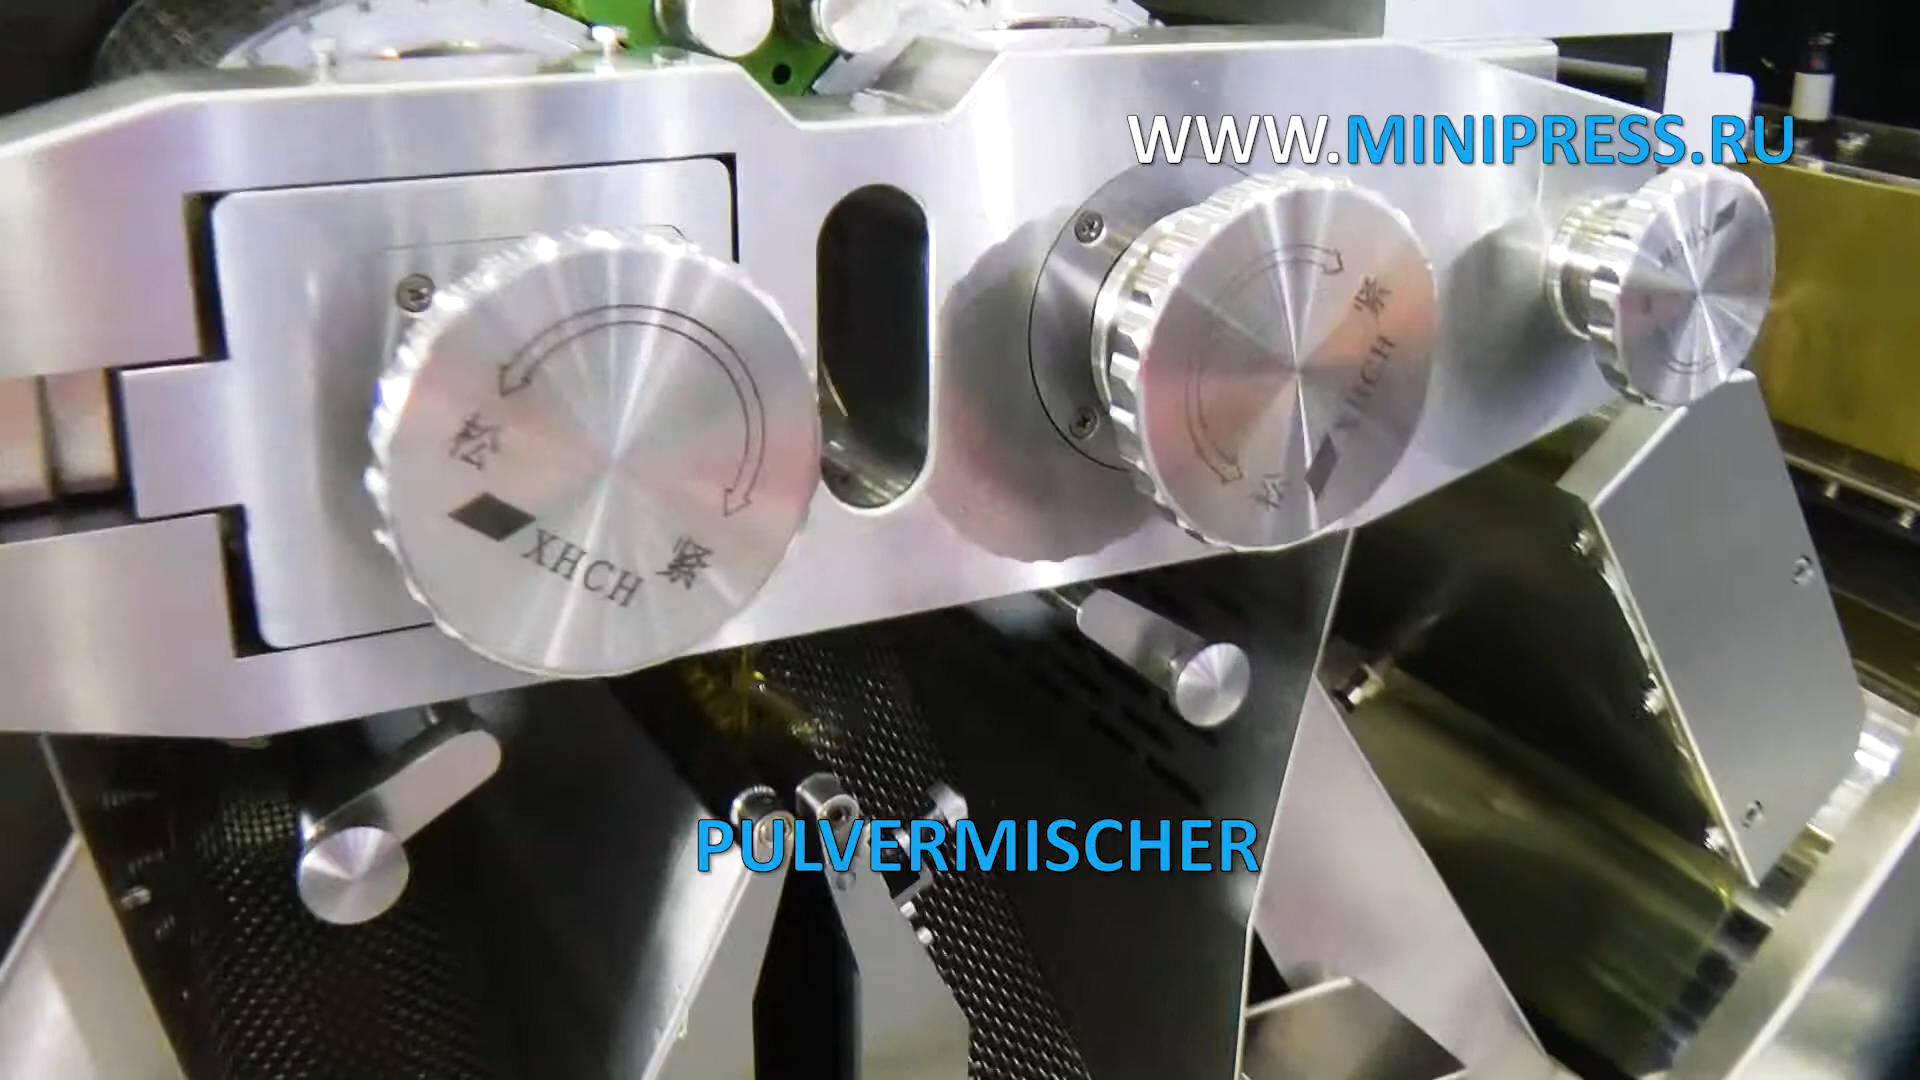 WWW.MINIPRESS.RU
松
XHCH
紧
紧
XHCH
松
PULVERMISCHER